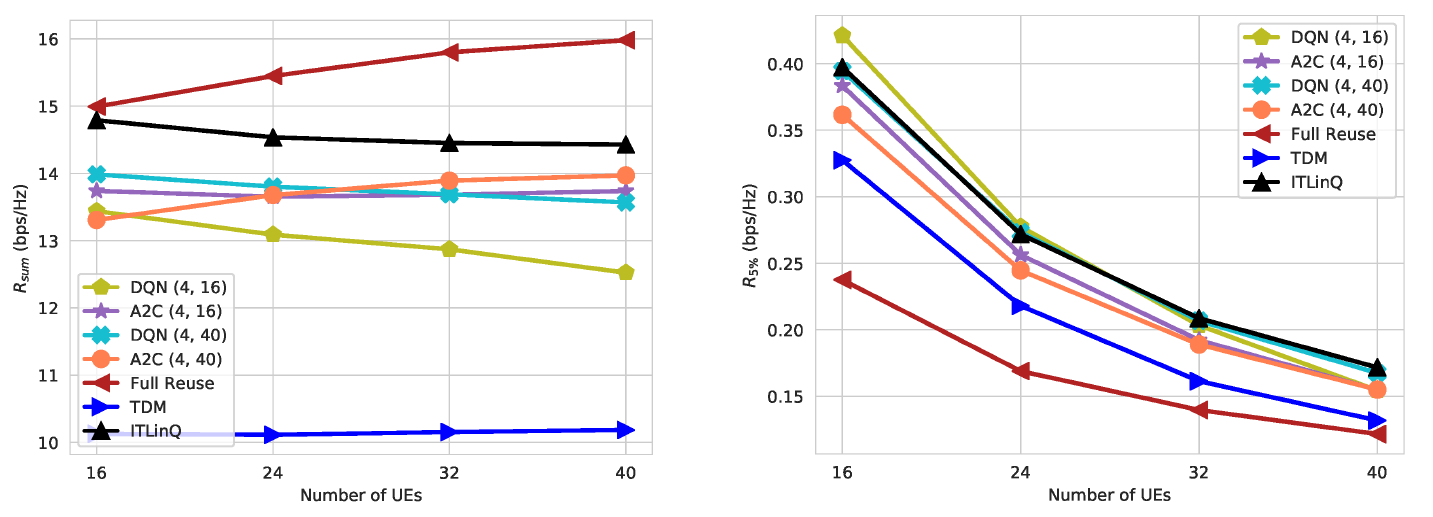 16
15
14
13
12
11
10
R_sum (bps/Hz)
DQN (4, 16)
A2C (4, 16)
DQN (4, 40)
A2C (4, 40)
Full Reuse
TDM
ITLinQ
16 24 32 40
Number of UEs
0.40
0.35
0.30
0.25
0.20
0.15
R_5% (bps/Hz)
DQN (4, 16)
A2C (4, 16)
DQN (4, 40)
A2C (4, 40)
Full Reuse
TDM
ITLinQ
16 24 32 40
Number of UEs